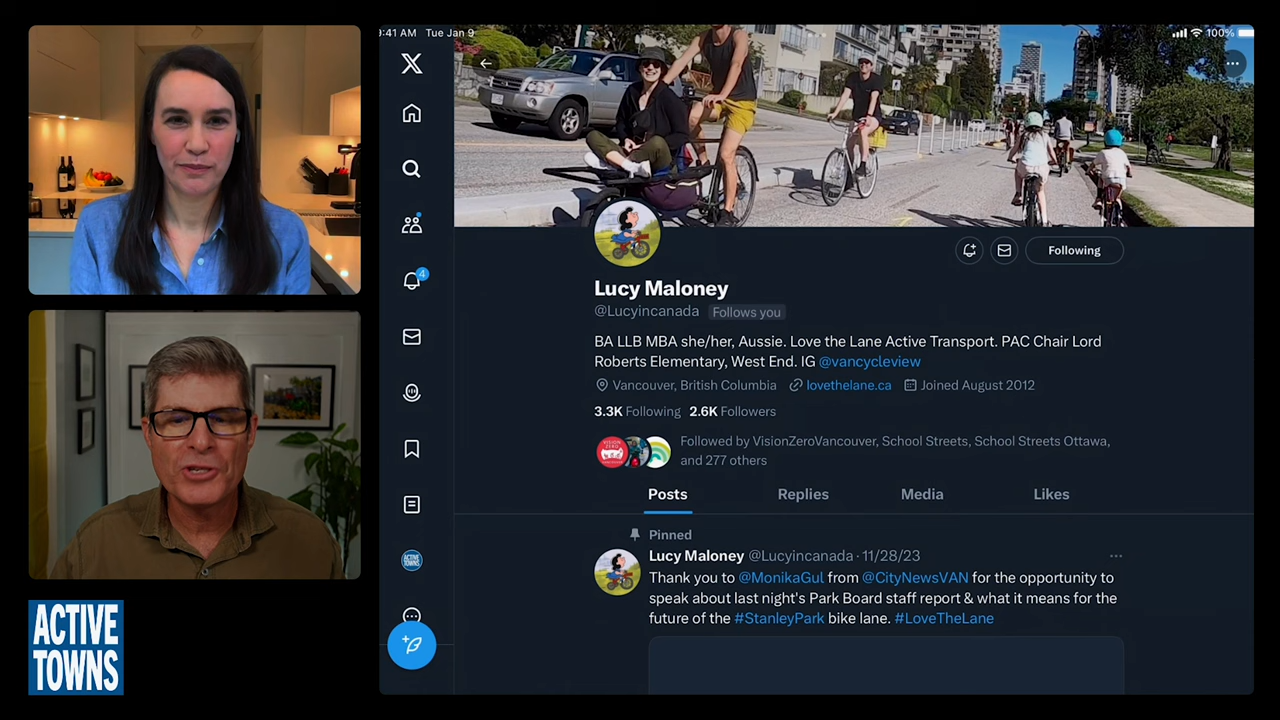 9:41 AM Tue Jan 9
100%
Following
Lucy Maloney
@Lucyincanada Follows you
BA LLB MBA she/her, Aussie. Love the Lane Active Transport. PAC Chair Lord
Roberts Elementary, West End. IG @vancycleview
Vancouver, British Columbia lovethelane.ca Joined August 2012
3.3K Following 2.6K Followers
Followed by VisionZeroVancouver, School Streets, School Streets Ottawa,
and 277 others
Posts Replies Media Likes
Pinned
Lucy Maloney @Lucyincanada · 11/28/23
Thank you to @MonikaGul from @CityNewsVAN for the opportunity to
speak about last night's Park Board staff report & what it means for the
future of the #StanleyPark bike lane. #LoveTheLane
4
ACTIVE
TOWNS